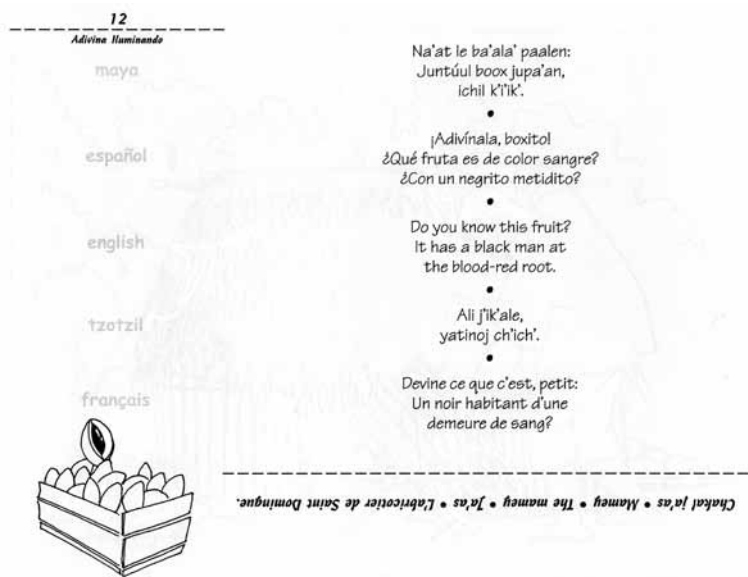 12
Adivina Iluminando
maya
Na'at le ba'ala' paalen:
Juntúul boox jupa'an,
ichil k'i'ik'.
•
español
¡Adivínala, boxito!
¿Qué fruta es de color sangre?
¿Con un negrito metidito?
•
english
Do you know this fruit?
It has a black man at
the blood-red root.
•
tzotzil
Ali j'ik'ale,
yatinoj ch'ich'.
•
français
Devine ce que c'est, petit:
Un noir habitant d'une
demeure de sang?
Chakal ja'as • Mamey • The mamey • Ja'as • L'abricotier de Saint Domingue.